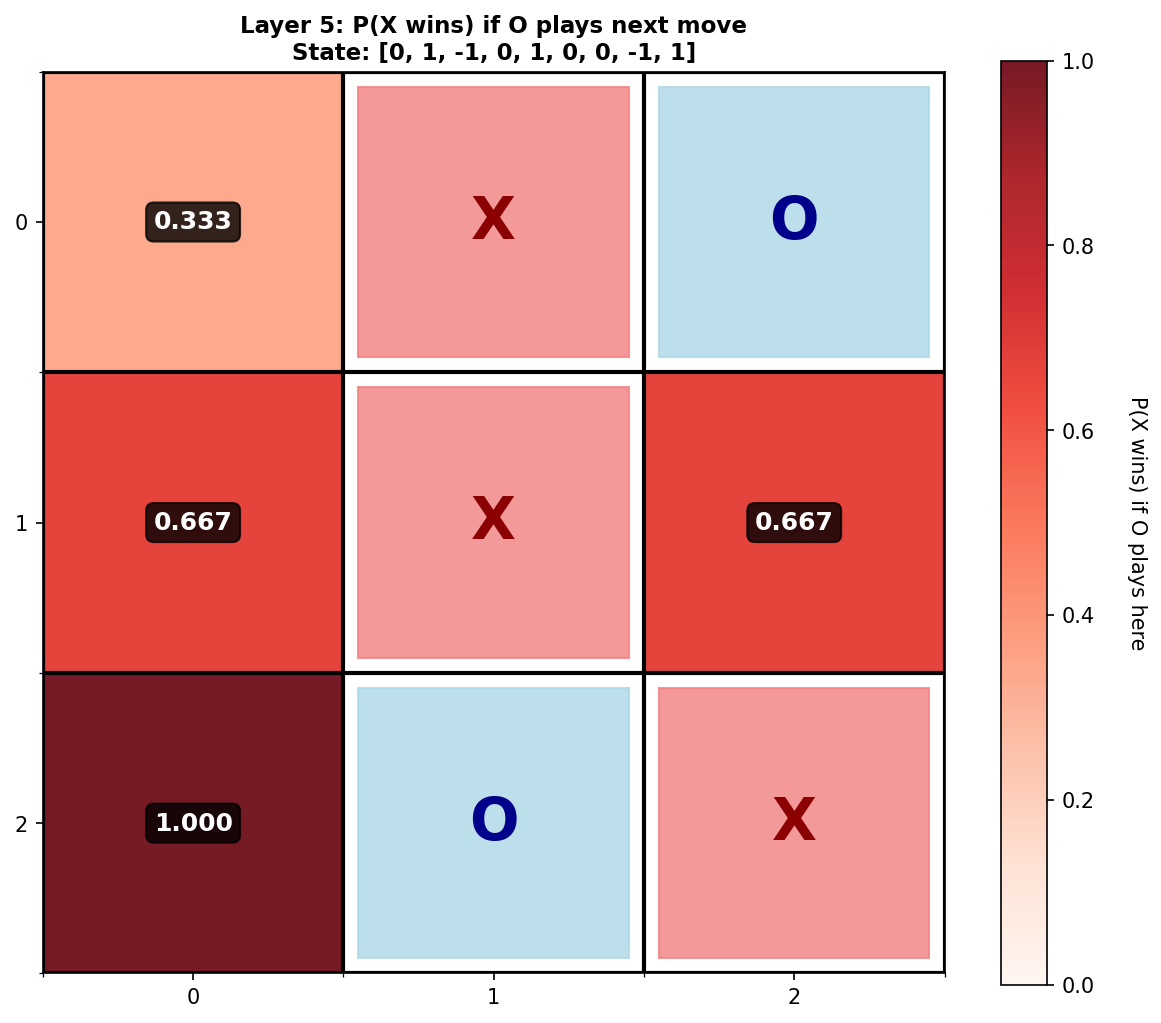 Layer 5: P(X wins) if O plays next move
State: [0, 1, -1, 0, 1, 0, 0, -1, 1]
0
0.333
X
O
1
0.667
X
0.667
2
1.000
O
X
0
1
2
1.0
0.8
0.6
0.4
0.2
0.0
P(X wins) if O plays here